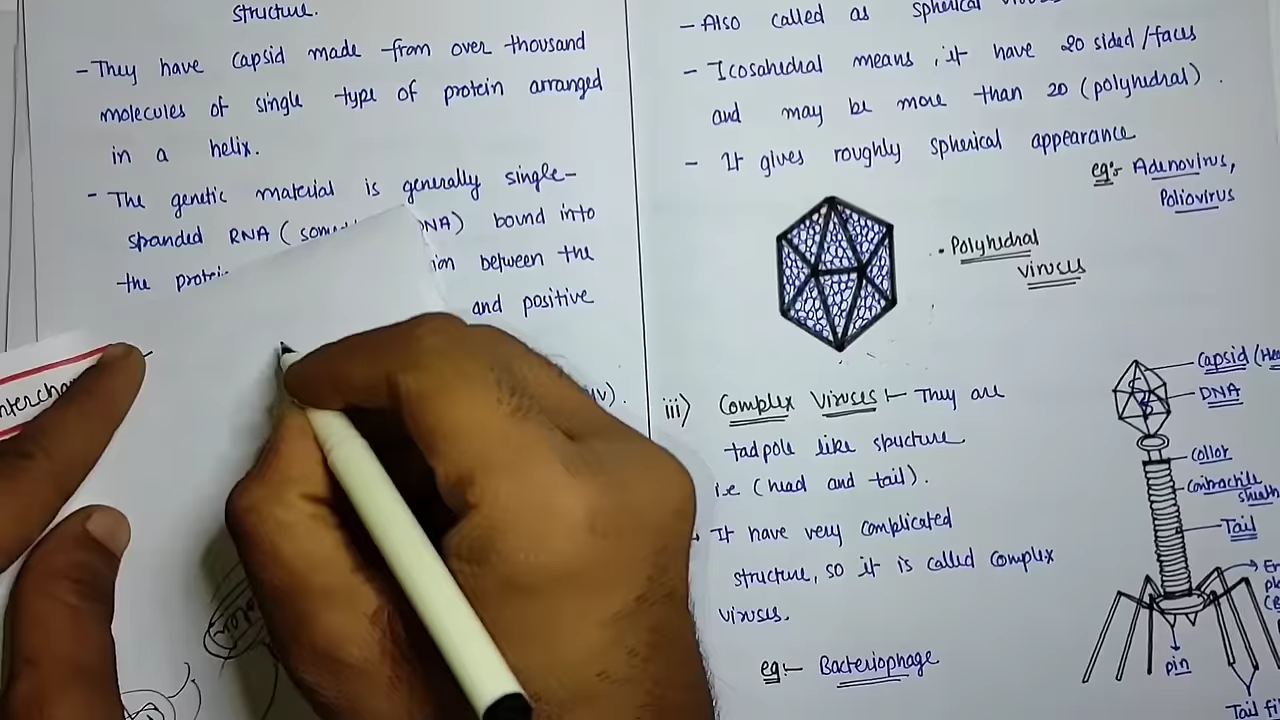 structure.
- They have capsid made from over thousand
molecules of single type of protein arranged
in a helix.
- The genetic material is generally single-
stranded RNA ( DNA) bound into
the between the
and positive
- Also called as spherical
- Icosahedral means, it have 20 sided/faces
and may be more than 20 (polyhedral).
- It gives roughly spherical appearance
eg:- Adenovirus,
Poliovirus
• Polyhedral
viruses
iii) Complex Viruses :- They are
tadpole like structure
i.e (head and tail).
It have very complicated
structure, so it is called complex
viruses.
eg:- Bacteriophage
Capsid
DNA
collar
Contractile
sheath
Tail
pin
Tail